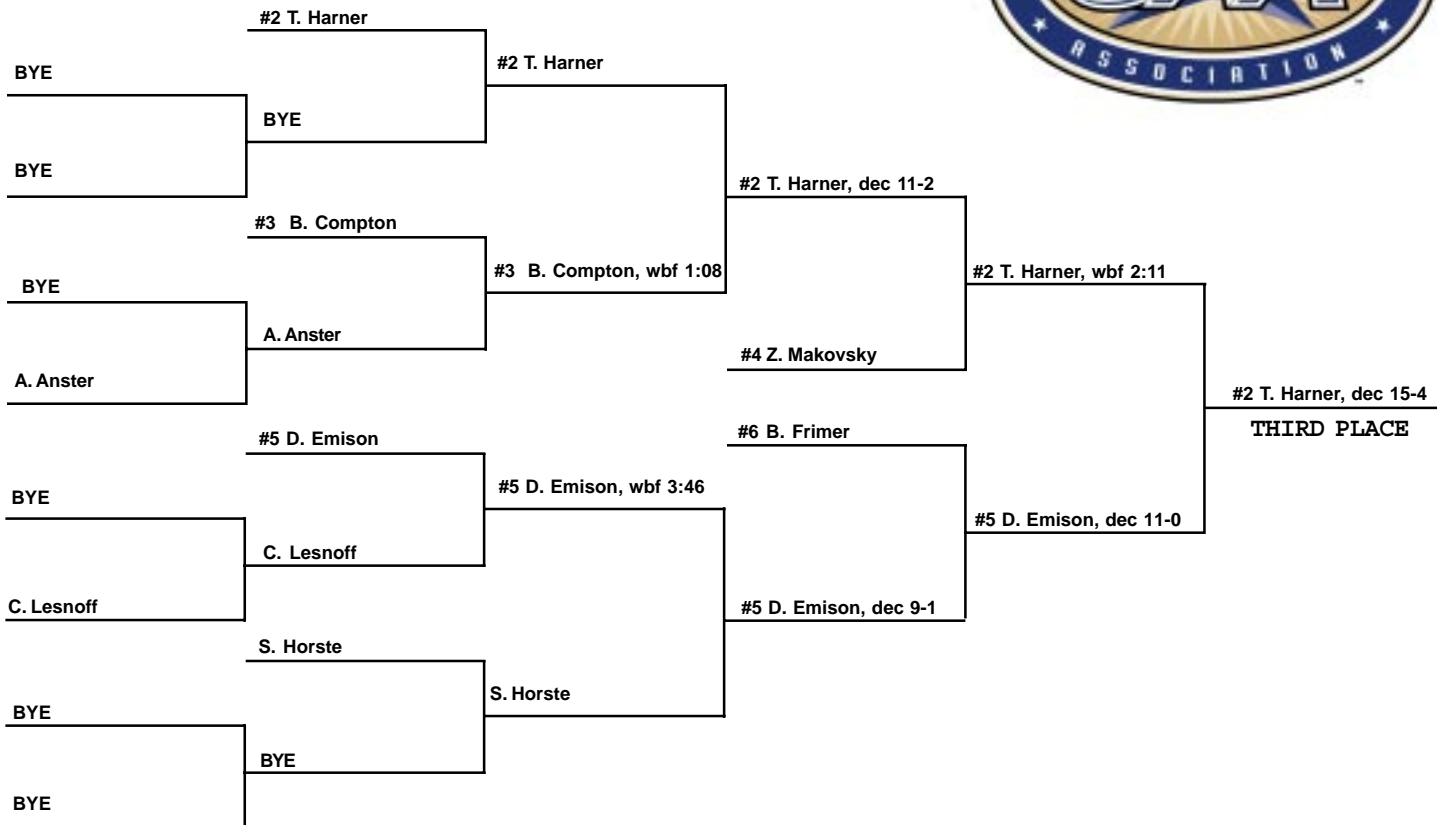 #2 T. Harner
BYE
#2 T. Harner
BYE
BYE
#2 T. Harner, dec 11-2
#3 B. Compton
#3 B. Compton, wbf 1:08
#2 T. Harner, wbf 2:11
BYE
A. Anster
#4 Z. Makovsky
A. Anster
#2 T. Harner, dec 15-4
THIRD PLACE
#5 D. Emison
#6 B. Frimer
BYE
#5 D. Emison, wbf 3:46
#5 D. Emison, dec 11-0
C. Lesnoff
C. Lesnoff
#5 D. Emison, dec 9-1
S. Horste
S. Horste
BYE
BYE
BYE
ASSOCIATION